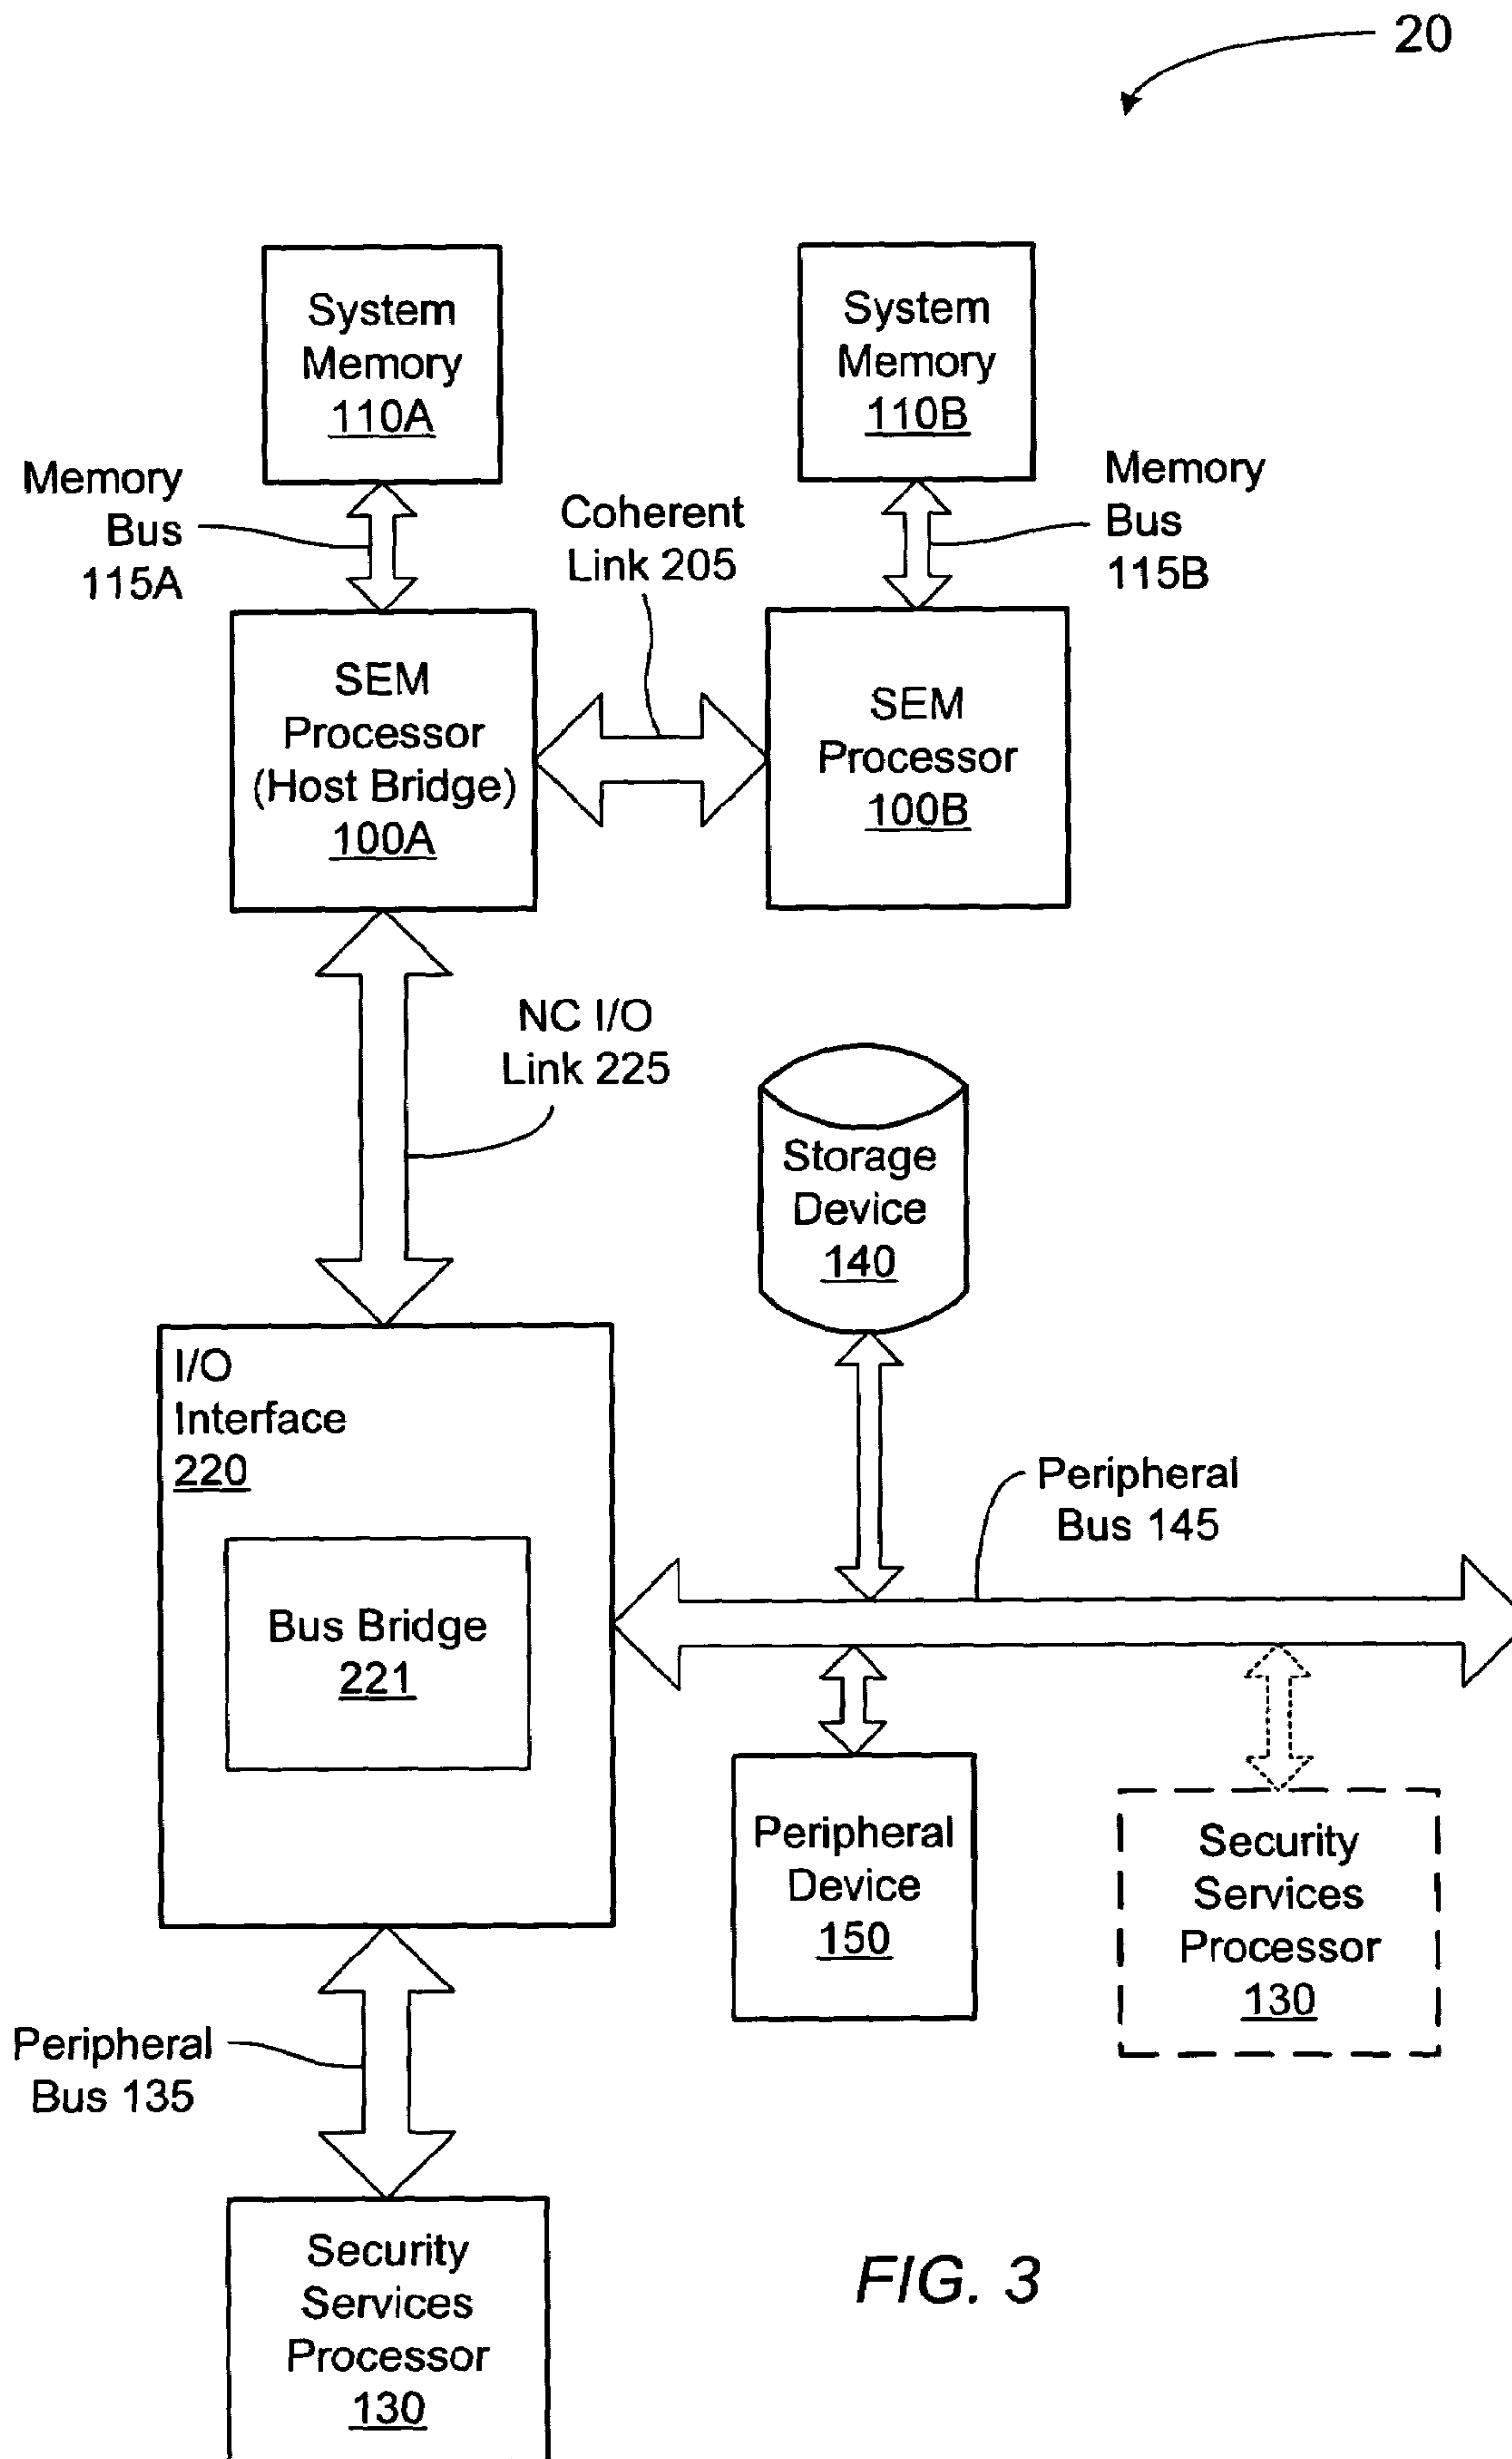 20
System
Memory
110A
System
Memory
110B
Memory
Bus
115A
Coherent
Link 205
Memory
Bus
115B
SEM
Processor
(Host Bridge)
100A
SEM
Processor
100B
NC I/O
Link 225
Storage
Device
140
I/O
Interface
220
Peripheral
Bus 145
Bus Bridge
221
Peripheral
Device
150
Security
Services
Processor
130
Peripheral
Bus 135
Security
Services
Processor
130
FIG. 3